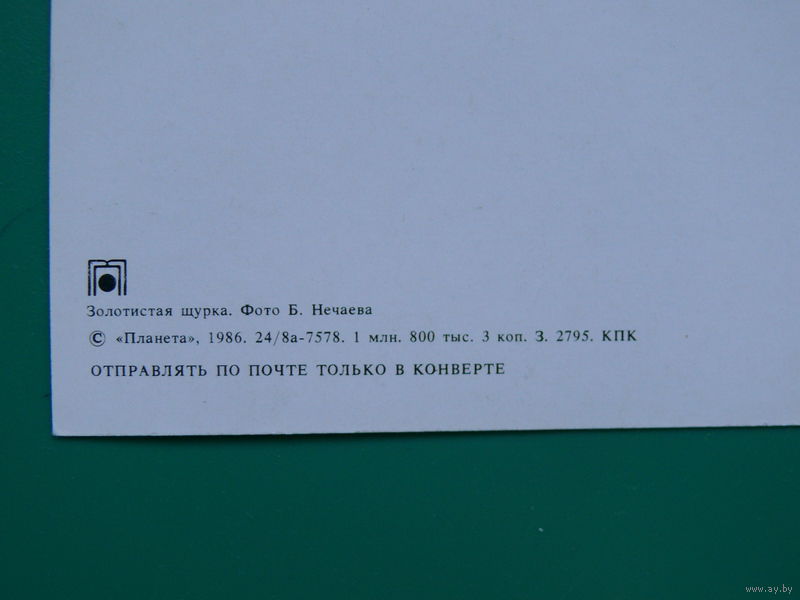 Золотистая щурка. Фото Б. Нечаева
© «Планета», 1986. 24/8а-7578. 1 млн. 800 тыс. 3 коп. З. 2795. КПК
ОТПРАВЛЯТЬ ПО ПОЧТЕ ТОЛЬКО В КОНВЕРТЕ
www.ay.by